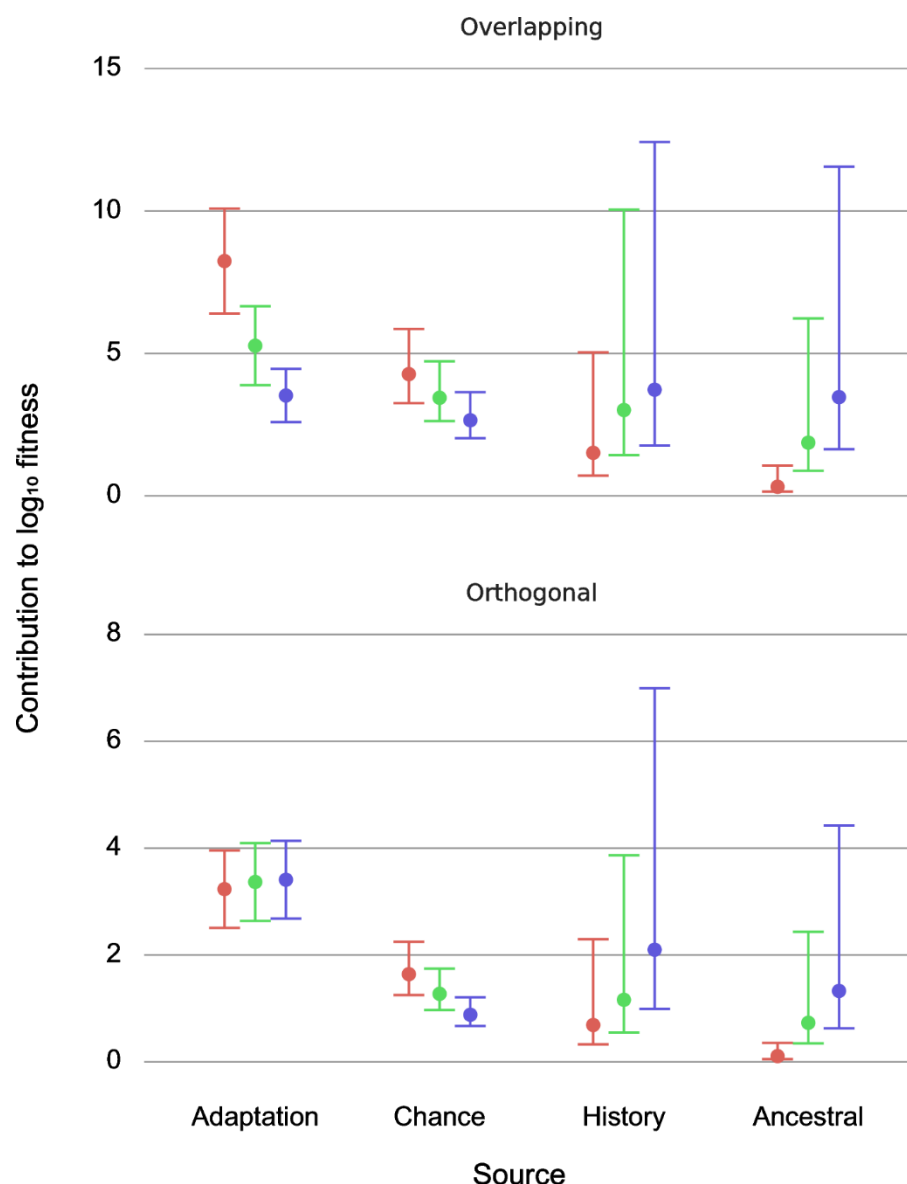 Overlapping
15
10
5
0
Contribution to log₁₀ fitness
Orthogonal
8
6
4
2
0
Adaptation Chance History Ancestral
Source